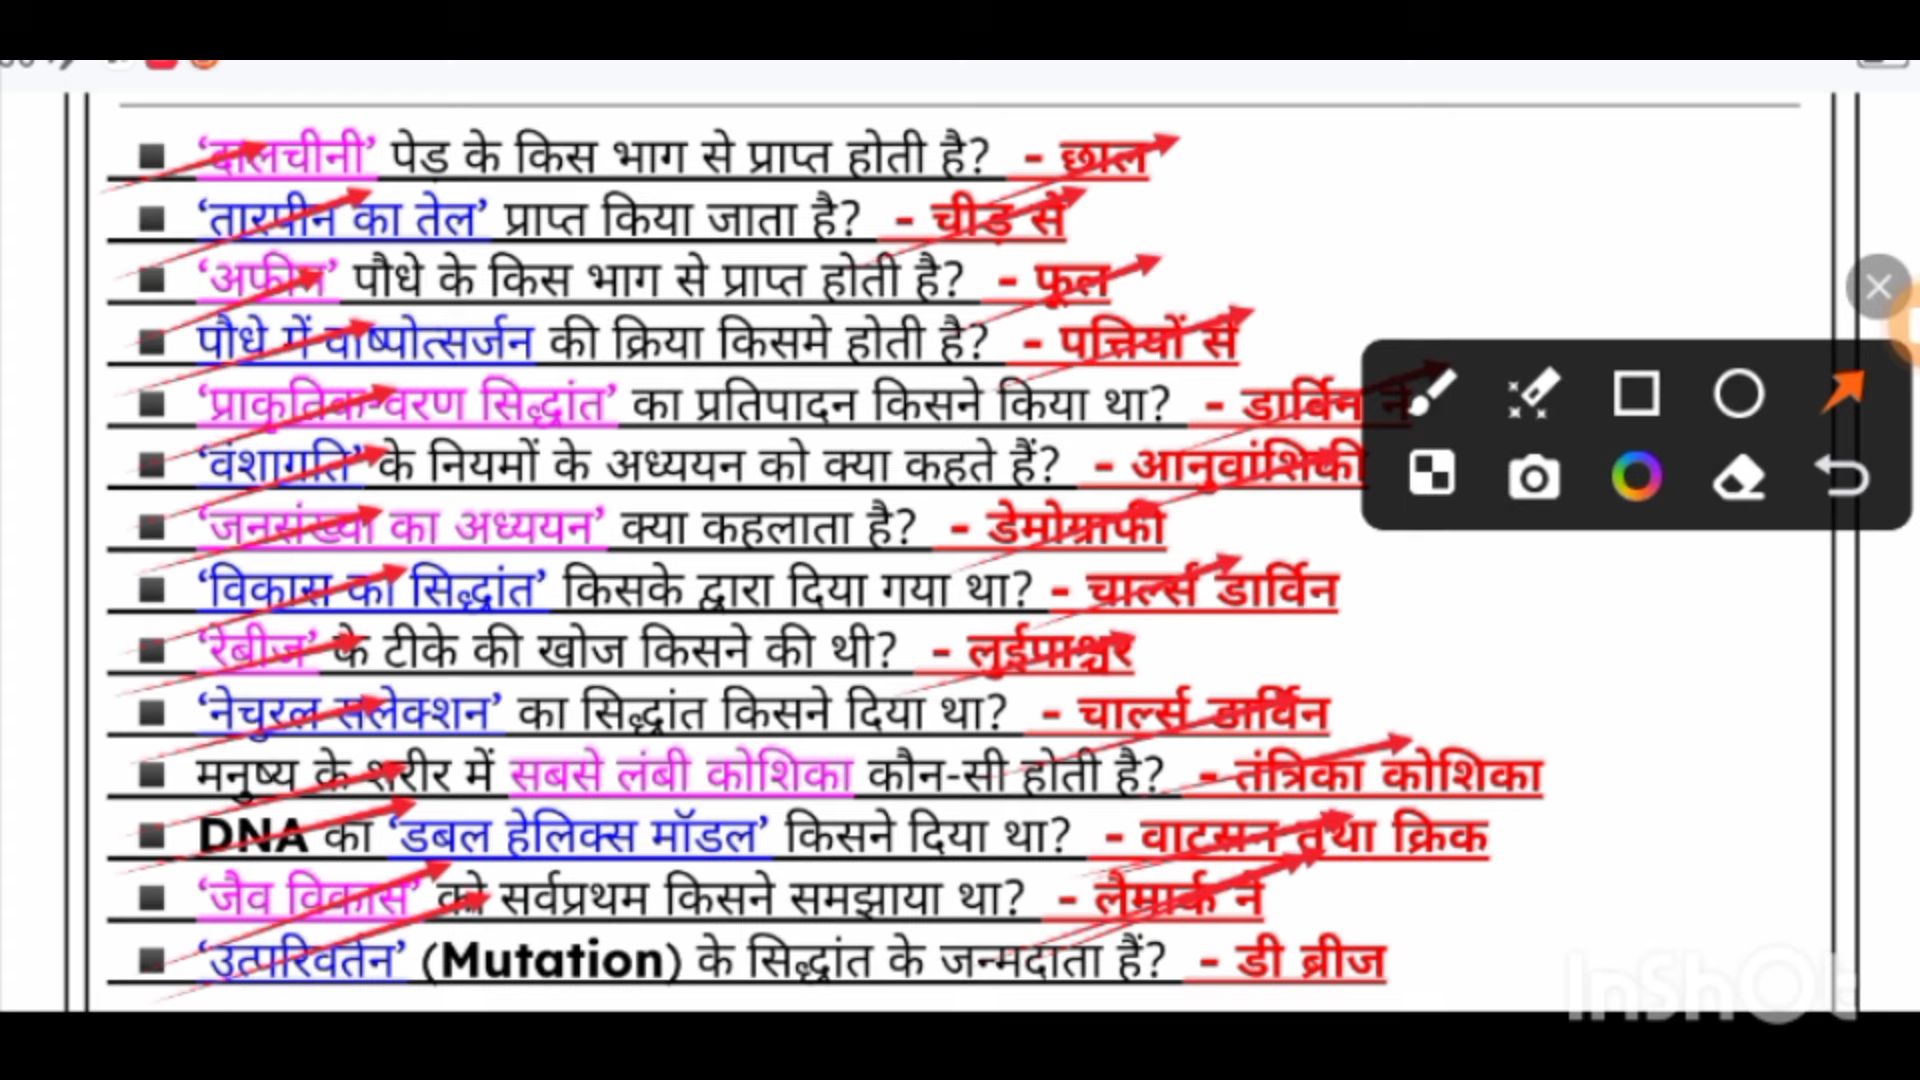 ■ ‘दालचीनी’ पेड़ के किस भाग से प्राप्त होती है? - छाल
■ ‘तारपीन का तेल’ प्राप्त किया जाता है? - चीड़ से
■ ‘अफीम’ पौधे के किस भाग से प्राप्त होती है? - फूल
■ पौधे में वाष्पोत्सर्जन की क्रिया किसमे होती है? - पत्तियों से
■ ‘प्राकृतिक-वरण सिद्धांत’ का प्रतिपादन किसने किया था? - डार्विन ने
■ ‘वंशागति’ के नियमों के अध्ययन को क्या कहते हैं? - आनुवांशिकी
■ ‘जनसंख्या का अध्ययन’ क्या कहलाता है? - डेमोग्राफी
■ ‘विकास का सिद्धांत’ किसके द्वारा दिया गया था? - चार्ल्स डार्विन
■ ‘रेबीज’ के टीके की खोज किसने की थी? - लुईपाश्चर
■ ‘नेचुरल सलेक्शन’ का सिद्धांत किसने दिया था? - चार्ल्स डार्विन
■ मनुष्य के शरीर में सबसे लंबी कोशिका कौन-सी होती है? - तंत्रिका कोशिका
■ DNA का ‘डबल हेलिक्स मॉडल’ किसने दिया था? - वाटसन तथा क्रिक
■ ‘जैव विकास’ को सर्वप्रथम किसने समझाया था? - लैमार्क ने
■ ‘उत्परिवर्तन’ (Mutation) के सिद्धांत के जन्मदाता हैं? - डी ब्रीज
InShOt